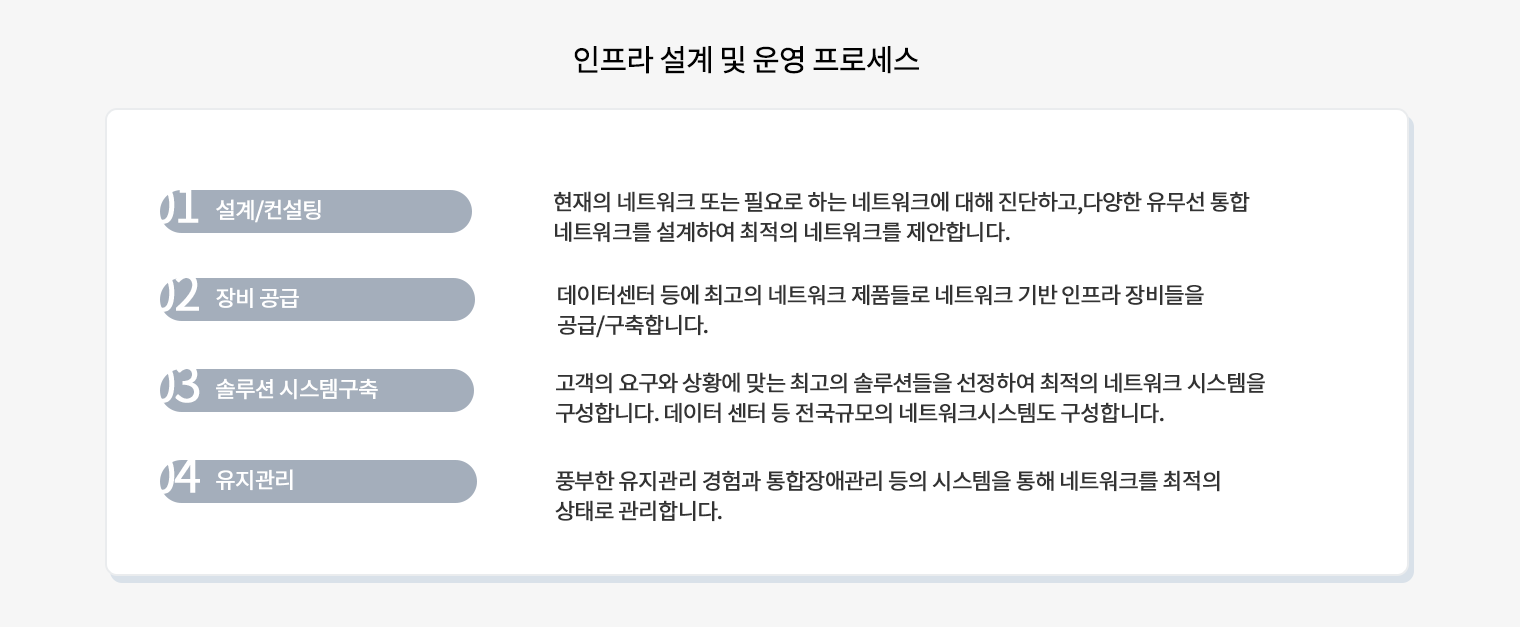 인프라 설계 및 운영 프로세스
01 설계/컨설팅
현재의 네트워크 또는 필요로 하는 네트워크에 대해 진단하고,다양한 유무선 통합
네트워크를 설계하여 최적의 네트워크를 제안합니다.
02 장비 공급
데이터센터 등에 최고의 네트워크 제품들로 네트워크 기반 인프라 장비들을
공급/구축합니다.
03 솔루션 시스템구축
고객의 요구와 상황에 맞는 최고의 솔루션들을 선정하여 최적의 네트워크 시스템을
구성합니다. 데이터 센터 등 전국규모의 네트워크시스템도 구성합니다.
04 유지관리
풍부한 유지관리 경험과 통합장애관리 등의 시스템을 통해 네트워크를 최적의
상태로 관리합니다.